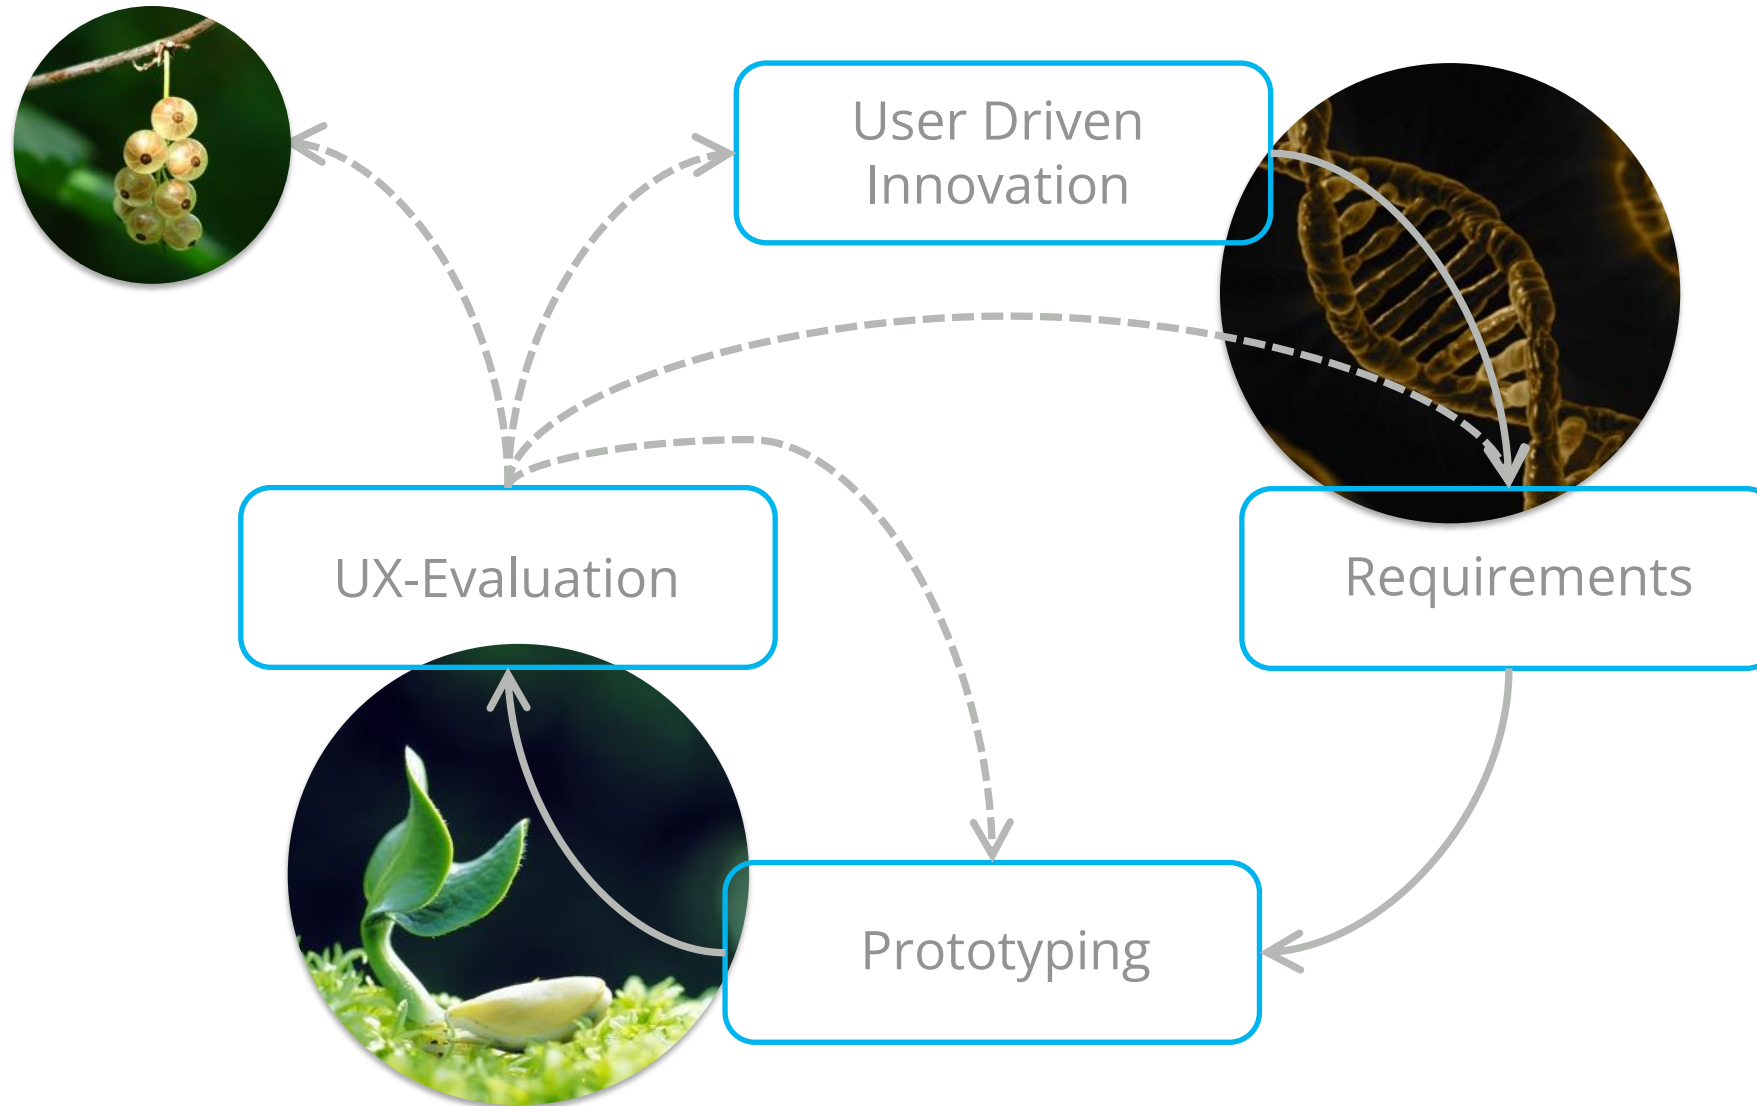 User Driven
Innovation
UX-Evaluation
Requirements
Prototyping